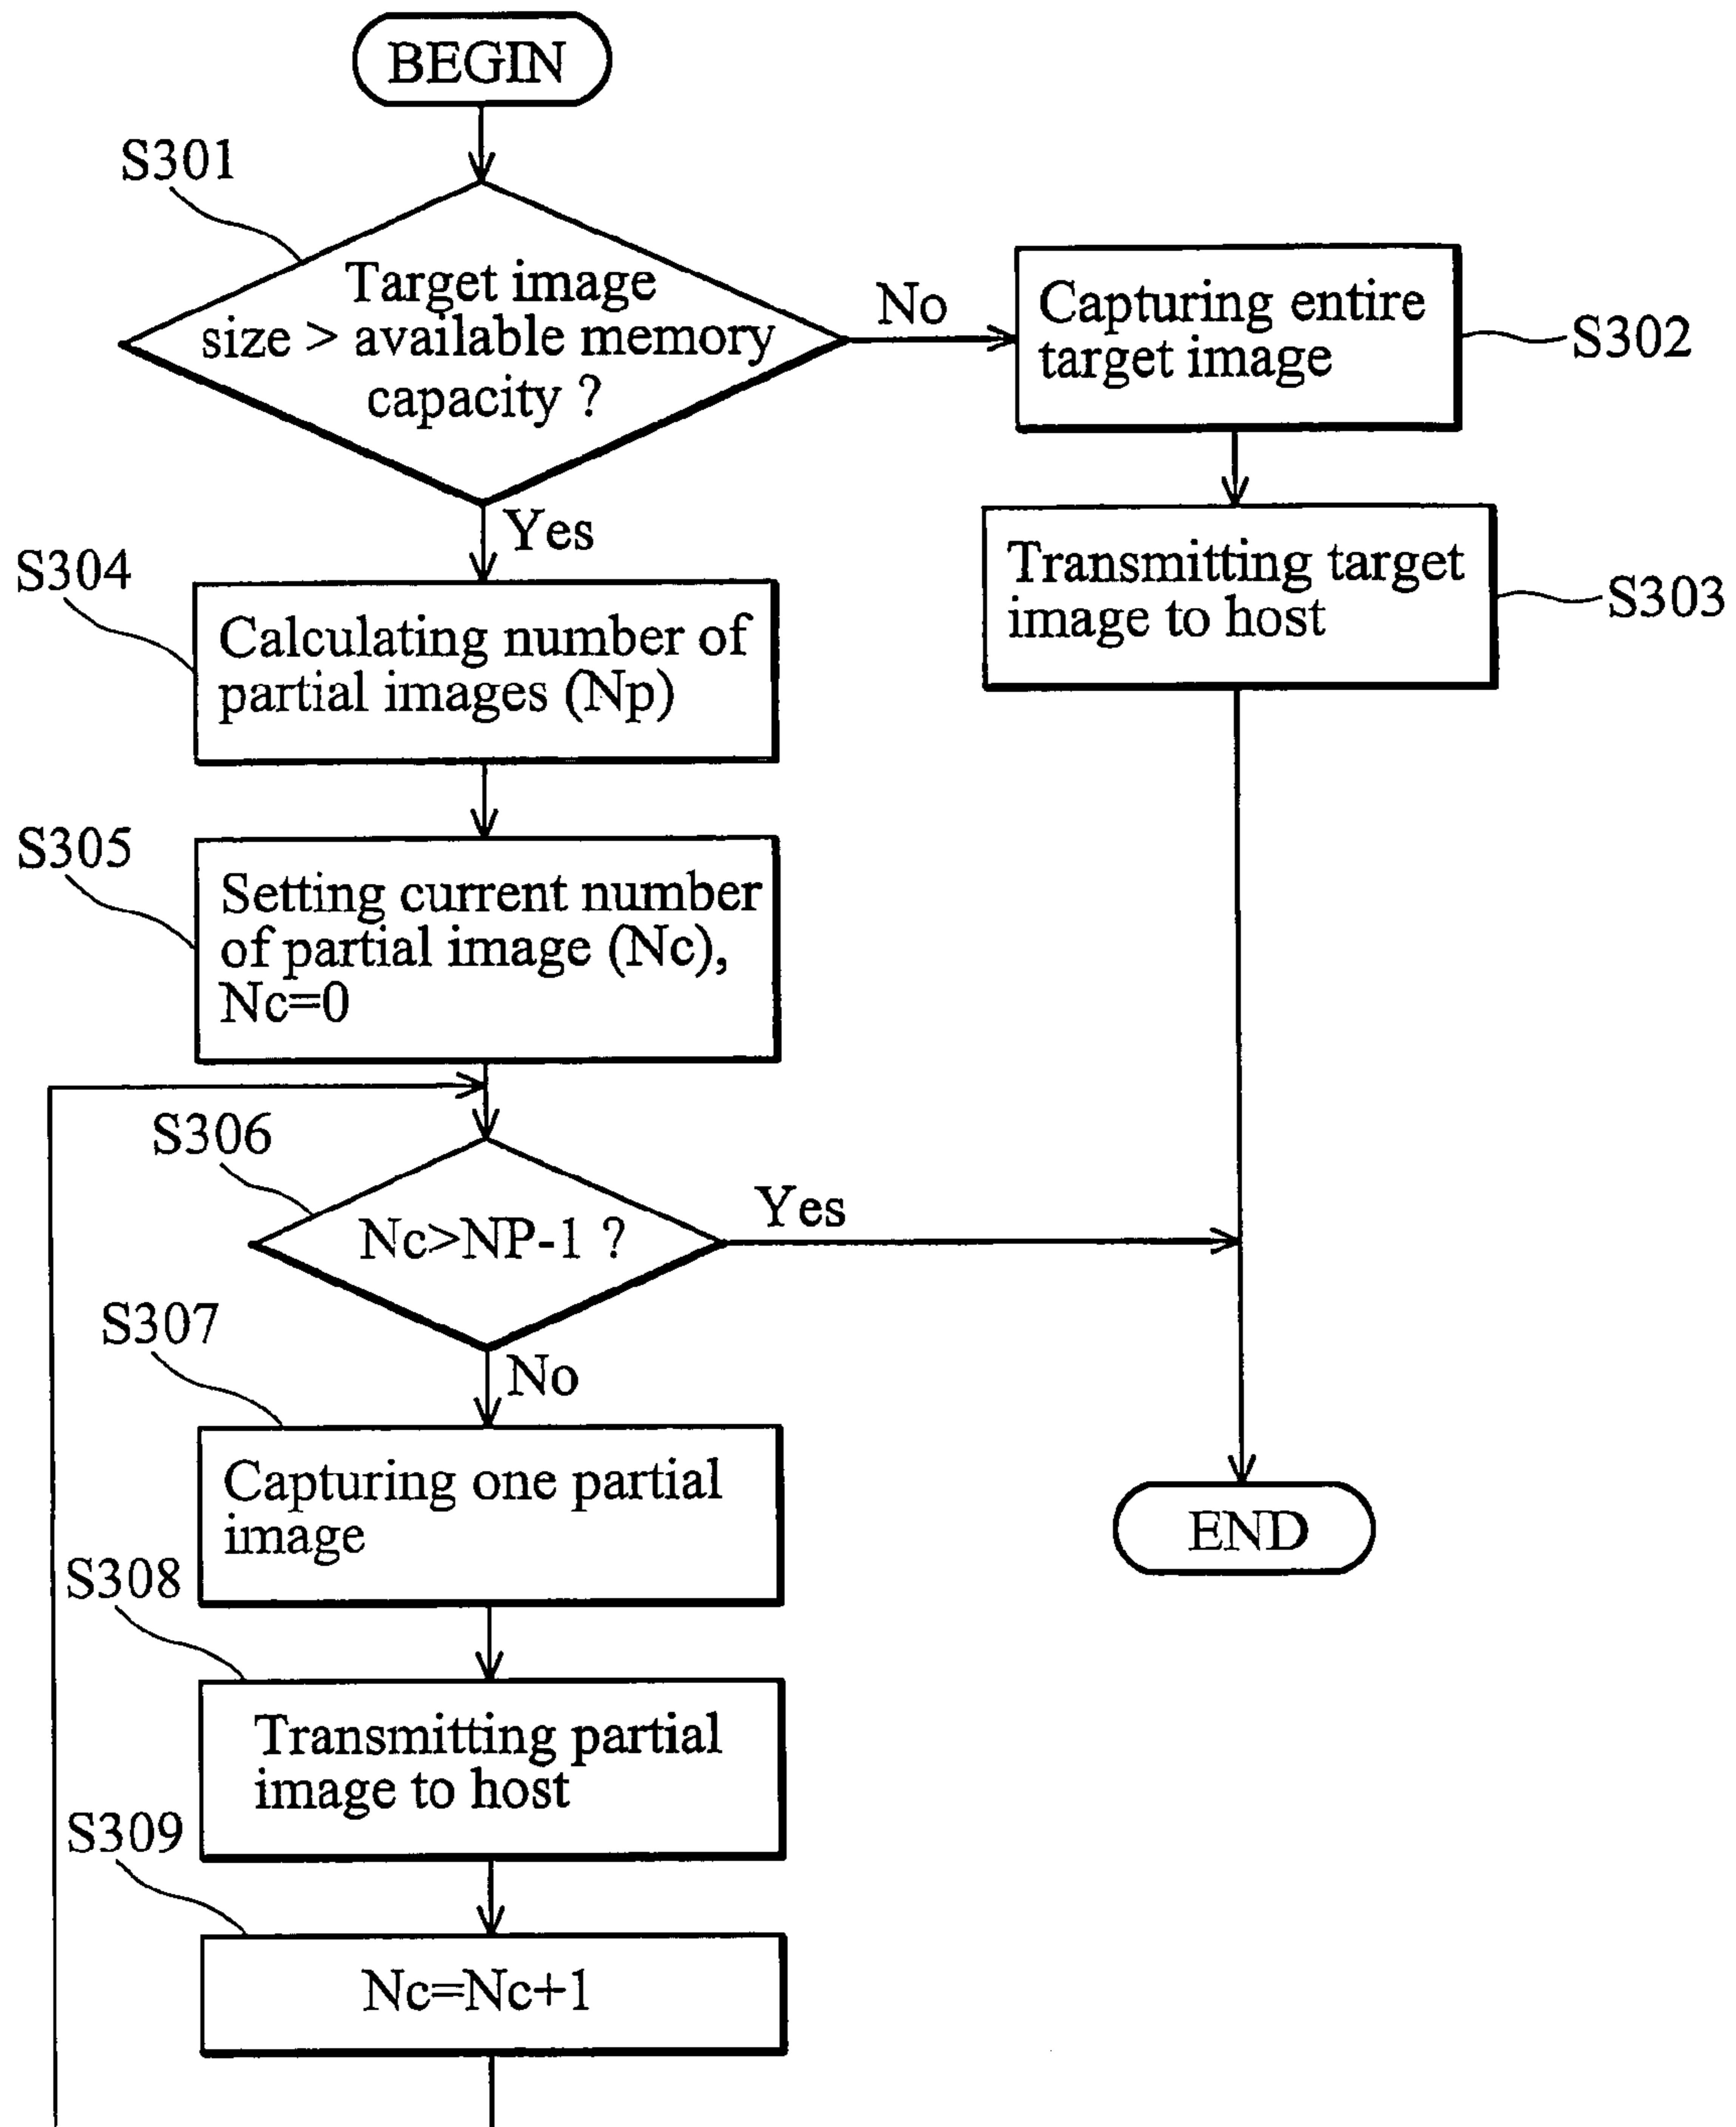 BEGIN
S301
Target image
size > available memory
capacity ?
No
Capturing entire
target image
S302
Transmitting target
image to host
S303
Yes
S304
Calculating number of
partial images (Np)
S305
Setting current number
of partial image (Nc),
Nc=0
S306
Nc>NP-1 ?
Yes
No
S307
Capturing one partial
image
S308
Transmitting partial
image to host
S309
Nc=Nc+1
END